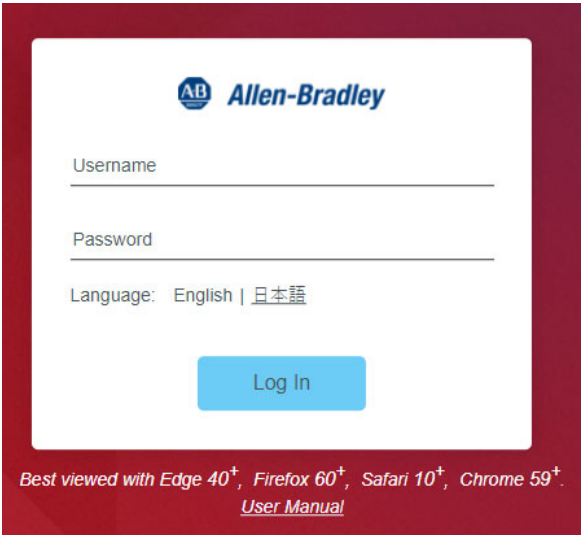 AB
Allen-Bradley
Username
Password
Language: English | 日本語
Log In
Best viewed with Edge 40+, Firefox 60+, Safari 10+, Chrome 59+.
User Manual